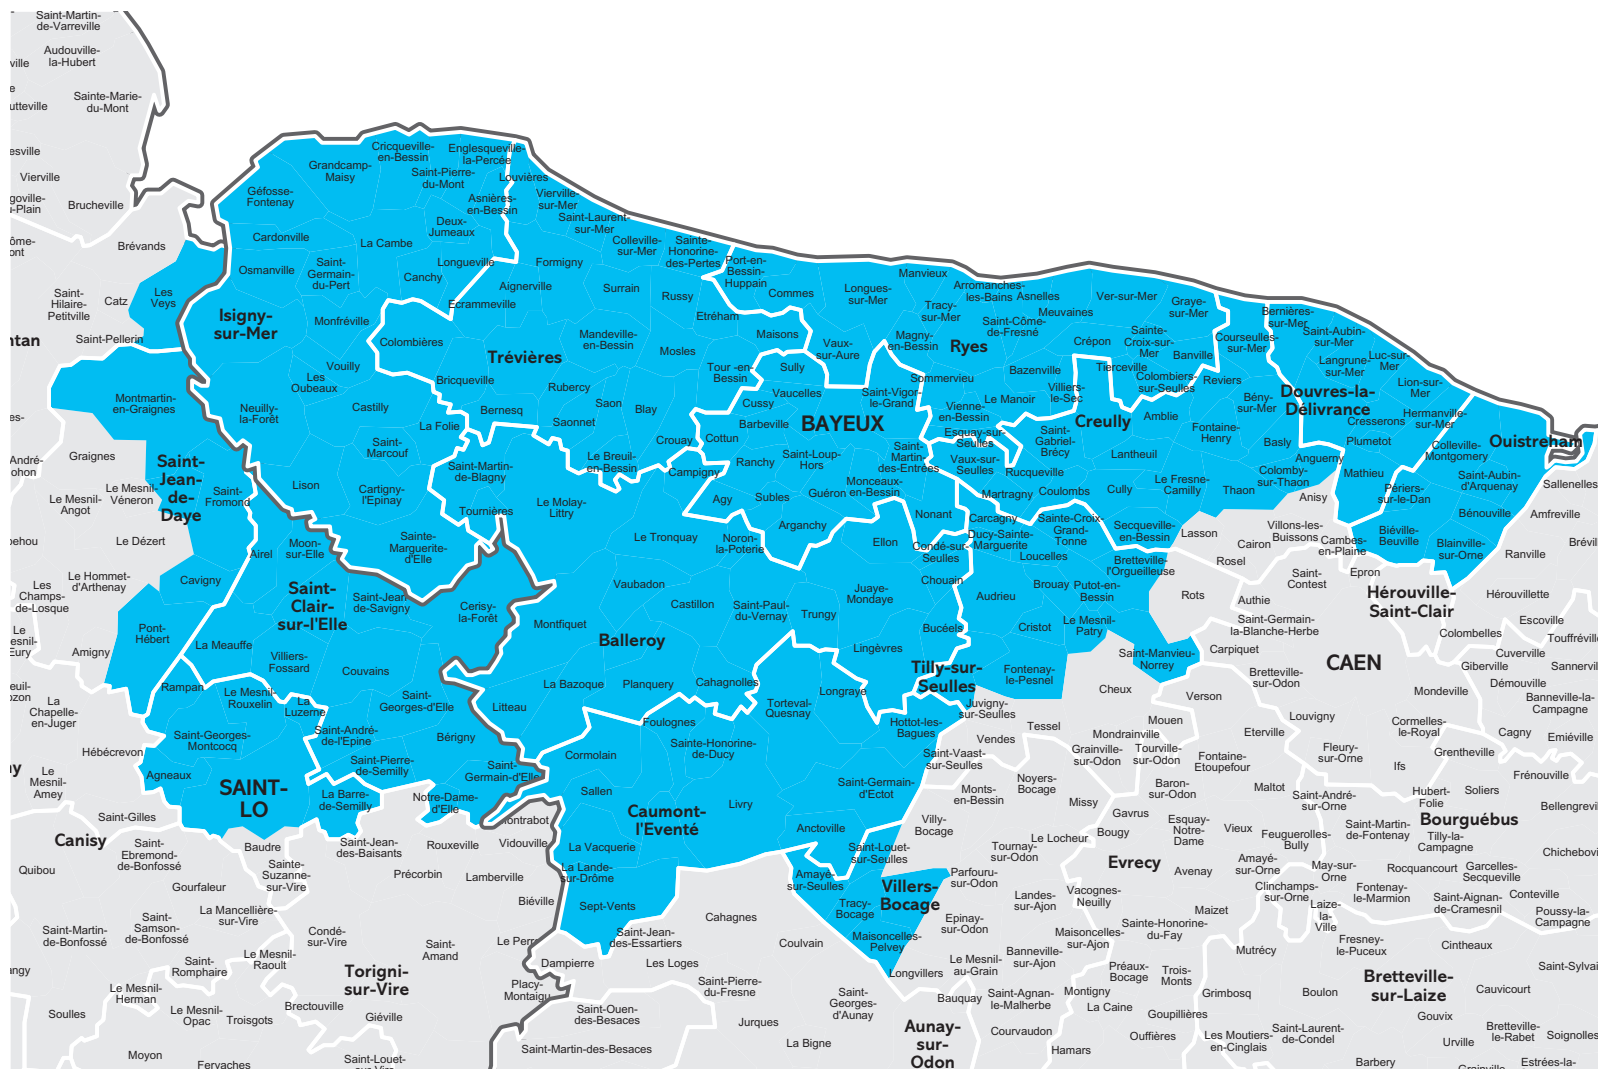 Saint-Martin-
de-Varreville
Audouville-
la-Hubert
ville
Sainte-Marie-
du-Mont
utteville
esville
Vierville
goville-
-Plain
Brucheville
Brévands
ôme-
ont
Saint-
Hilaire-
Petitville
Catz
Les
Veys
Saint-Pellerin
ntan
Cricqueville-
en-Bessin
Englesqueville-
la-Percée
Grandcamp-
Maisy
Saint-Pierre-
du-Mont
Louvières
Géfosse-
Fontenay
Asnières-
en-Bessin
Vierville-
sur-Mer
Deux-
Jumeaux
Saint-Laurent-
sur-Mer
Cardonville
La Cambe
Colleville-
sur-Mer
Sainte-
Honorine-
des-Pertes
Osmanville
Saint-
Germain-
du-Pert
Canchy
Longueville
Formigny
Aignerville
Surrain
Russy
Port-en-
Bessin-
Huppain
Commes
Ecrammeville
Etréham
Isigny-
sur-Mer
Monfréville
Colombières
Trévières
Mandeville-
en-Bessin
Mosles
Maisons
Vouilly
Les
Oubeaux
Bricqueville
Rubercy
Tour -en-
Bessin
Sully
Vaux-
sur-Aure
Longues-
sur-Mer
Manvieux
Tracy-
sur-Mer
Arromanches-
les-Bains
Asnelles
Meuvaines
Ver-sur-Mer
Graye-
sur-Mer
Saint-Côme-
de-Fresné
Magny-
en-Bessin
Ryes
Crépon
Sainte-
Croix-sur-
Mer
Banville
Courseulles-
sur-Mer
Bernières-
sur-Mer
Saint-Aubin-
sur-Mer
Langrune-
sur-Mer
Luc-sur-
Mer
Lion-sur-
Mer
Hermanville-
sur-Mer
Cresserons
Douvres-la-
Délivrance
Plumetot
Colleville-
Montgomery
Ouistreham
Mathieu
Périers-
sur-le-Dan
Saint-Aubin-
d'Arquenay
Bénouville
Sallenelles
Amfreville
Biéville-
Beuville
Blainville-
sur-Orne
Ranville
Brévil
Sommervieu
Bazenville
Villiers-
le-Sec
Tierceville
Colombiers-
sur-Seulles
Reviers
Bény-
sur-Mer
Le Manoir
Vienne-
en-Bessin
Creully
Amblie
Fontaine-
Henry
Basly
Anguerny
Esquay-sur-
Seulles
Saint-
Gabriel-
Brécy
Lantheuil
Colomby-
sur-Thaon
Vaux-sur-
Seulles
Rucqueville
Martragny
Coulombs
Cully
Le Fresne-
Camilly
Thaon
Anisy
Villons-les-
Buissons
Cambes-
en-Plaine
Lasson
Cairon
Rosel
Secqueville-
en-Bessin
Carcagny
Sainte-Croix-
Grand-
Tonne
Ducy-Sainte-
Marguerite
Loucelles
Bretteville-
l'Orgueilleuse
Audrieu
Brouay
Putot-en-
Bessin
Cristot
Le Mesnil-
Patry
Saint-Manvieu-
Norrey
Fontenay-
le-Pesnel
Montmartin-
en-Graignes
Neuilly-
la-Forêt
Castilly
La Folie
Bernesq
Saon
Saonnet
Blay
Crouay
Cussy
Vaucelles
Barbeville
Cottun
BAYEUX
Saint-Vigor-
le-Grand
Saint-
Martin-
des-Entrées
Saint-
Marcouf
Saint-Martin-
de-Blagny
Le Breuil-
en-Bessin
Campigny
Ranchy
Saint-Loup-
Hors
Monceaux-
en-Bessin
Guéron
Subles
Agy
Arganchy
Nonant
Lison
Cartigny-
l'Epinay
Tournières
Le Molay-
Littry
Le Tronquay
Noron-
la-Poterie
Ellon
Condé-sur-
Seulles
Chouain
es-
André-
ohon
Graignes
Saint-
Jean-
de-
Daye
Saint-
Fromond
Le Mesnil-
Véneron
Le Mesnil-
Angot
Le Dézert
behou
Airel
Moon-
sur-Elle
Sainte-
Marguerite-
d'Elle
Les
Champs-
de-Losque
Le Hommet-
d'Arthenay
Cavigny
Saint-
Clair-
sur-l'Elle
Saint-Jean-
de-Savigny
Cerisy-
la-Forêt
Vaubadon
Castillon
Montfiquet
Saint-Paul-
du-Vernay
Trungy
Juaye-
Mondaye
Bucéels
Lingèvres
Balleroy
Tilly-sur-
Seulles
Pont-
Hébert
Le
esnil-
Eury
Amigny
La Meauffe
Villiers-
Fossard
Couvains
Rampan
La Bazoque
Planquery
Cahagnolles
Longraye
Torteval-
Quesnay
Litteau
Juvigny-
sur-Seulles
Hottot-les-
Bagues
euil-
ozon
La
Chapelle-
en-Juger
Hébécrevon
Le Mesnil-
Rouxelin
La
Luzerne
Saint-
Georges-d'Elle
Saint-Georges-
Montcocq
Saint-André-
de-l'Epine
Bérigny
Saint-Pierre-
de-Semilly
Saint-
Germain-d'Elle
Agneaux
SAINT-
LO
La Barre-
de-Semilly
Notre-Dame-
d'Elle
Foulognes
Sainte-Honorine-
de-Ducy
Cormolain
Sallen
Caumont-
l'Eventé
Livry
Saint-Germain-
d'Ectot
Saint-Vaast-
sur-Seulles
Anctoville
La Vacquerie
La Lande-
sur-Drôme
Sept-Vents
Saint-Louet-
sur-Seulles
Amayé-
sur-Seulles
Villers-
Bocage
Tracy-
Bocage
Maisoncelles-
Pelvey
Longvillers
ay
Le
Mesnil-
Amey
Saint-Gilles
Canisy
Saint-
Ebremond-
de-Bonfossé
Quibou
Gourfaleur
Baudre
Sainte-
Suzanne-
sur-Vire
Saint-Jean-
des-Baisants
Rouxeville
Montrabot
Vidouville
Précorbin
Lamberville
Biéville
La Mancellière-
sur-Vire
Saint-
Samson-
de-Bonfossé
Saint-Martin-
de-Bonfossé
Condé-
sur-Vire
Saint-
Amand
Le Perron
angy
Saint-
Romphaire
Le Mesnil-
Raoult
Torigni-
sur-Vire
Le Mesnil-
Herman
Soulles
Le Mesnil-
Opac
Troisgots
Brectouville
Giéville
Placy-
Montaigu
Moyon
Fervaches
Saint-Louet-
sur-Vire
Saint-Jean-
des-Essartiers
Cahagnes
Coulvain
Dampierre
Les Loges
Saint-Pierre-
du-Fresne
Saint-Ouen-
des-Besaces
Jurques
Saint-
Georges-
d'Aunay
La Bigne
Saint-Martin-des-Besaces
Bauquay
Aunay-
sur-
Odon
Saint-Agnan-
le-Malherbe
Courvaudon
Hamars
Montigny
La Caine
Préaux-
Bocage
Trois-
Monts
Goupillières
Ouffières
Grimbosq
Les Moutiers-
en-Cinglais
Saint-Laurent-
de-Condel
Boulon
Bretteville-
sur-Laize
Cauvicourt
Gouvix
Urville
Bretteville-
le-Rabet
Soignolles
Barbery
Grainville-
Estrées-la-
Saint-Sylvain
Cintheaux
Fresney-
le-Puceux
Mutrécy
Laize-
la-
Ville
Clinchamps-
sur-Orne
May-sur-
Orne
Fontenay-
le-Marmion
Rocquancourt
Garcelles-
Secqueville
Saint-Aignan-
de-Cramesnil
Conteville
Poussy-la-
Campagne
Chichebovi
Bellengrevi
Bourguébus
Tilly-la-
Campagne
Saint-Martin-
de-Fontenay
Hubert-
Folie
Soliers
Frénouville
Saint-André-
sur-Orne
Feuguerolles-
Bully
Vieux
Amayé-
sur-Orne
Maizet
Avenay
Esquay-
Notre-
Dame
Evrecy
Gavrus
Bougy
Baron-
sur-Odon
Maltot
Fontaine-
Etoupefour
Eterville
Tourville-
sur-Odon
Mondrainville
Grainville-
sur-Odon
Mouen
Verson
Cheux
Tessel
Vendes
Noyers-
Bocage
Monts-
en-Bessin
Missy
Villy-
Bocage
Le Locheur
Tournay-
sur-Odon
Parfouru-
sur-Odon
Landes-
sur-Ajon
Vacognes-
Neuilly
Epinay-
sur-Odon
Maisoncelles-
sur-Ajon
Sainte-Honorine-
du-Fay
Banneville-
sur-Ajon
Le Mesnil-
au-Grain
Rots
Authie
Saint-
Contest
Epron
Hérouville-
Saint-Clair
Hérouvillette
Escoville
Touffrévil
Colombelles
Cuverville
Giberville
Sannervil
Démouville
Banneville-la-
Campagne
Mondeville
Saint-Germain-
la-Blanche-Herbe
Carpiquet
CAEN
Bretteville-
sur-Odon
Louvigny
Fleury-
sur-Orne
Cormelles-
le-Royal
Cagny
Emiéville
Grentheville
Ifs